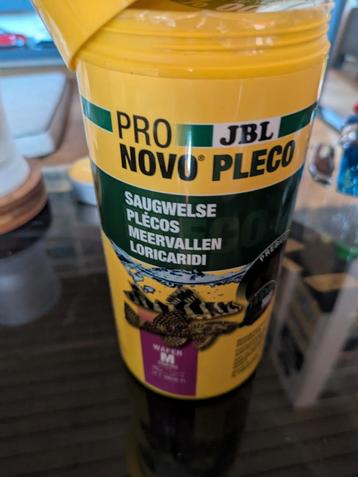 PRO JBL
NOVO® PLECO
SAUGWELSE
PLÉCOS
MEERVALLEN
LORICARIDI
WAFER
M